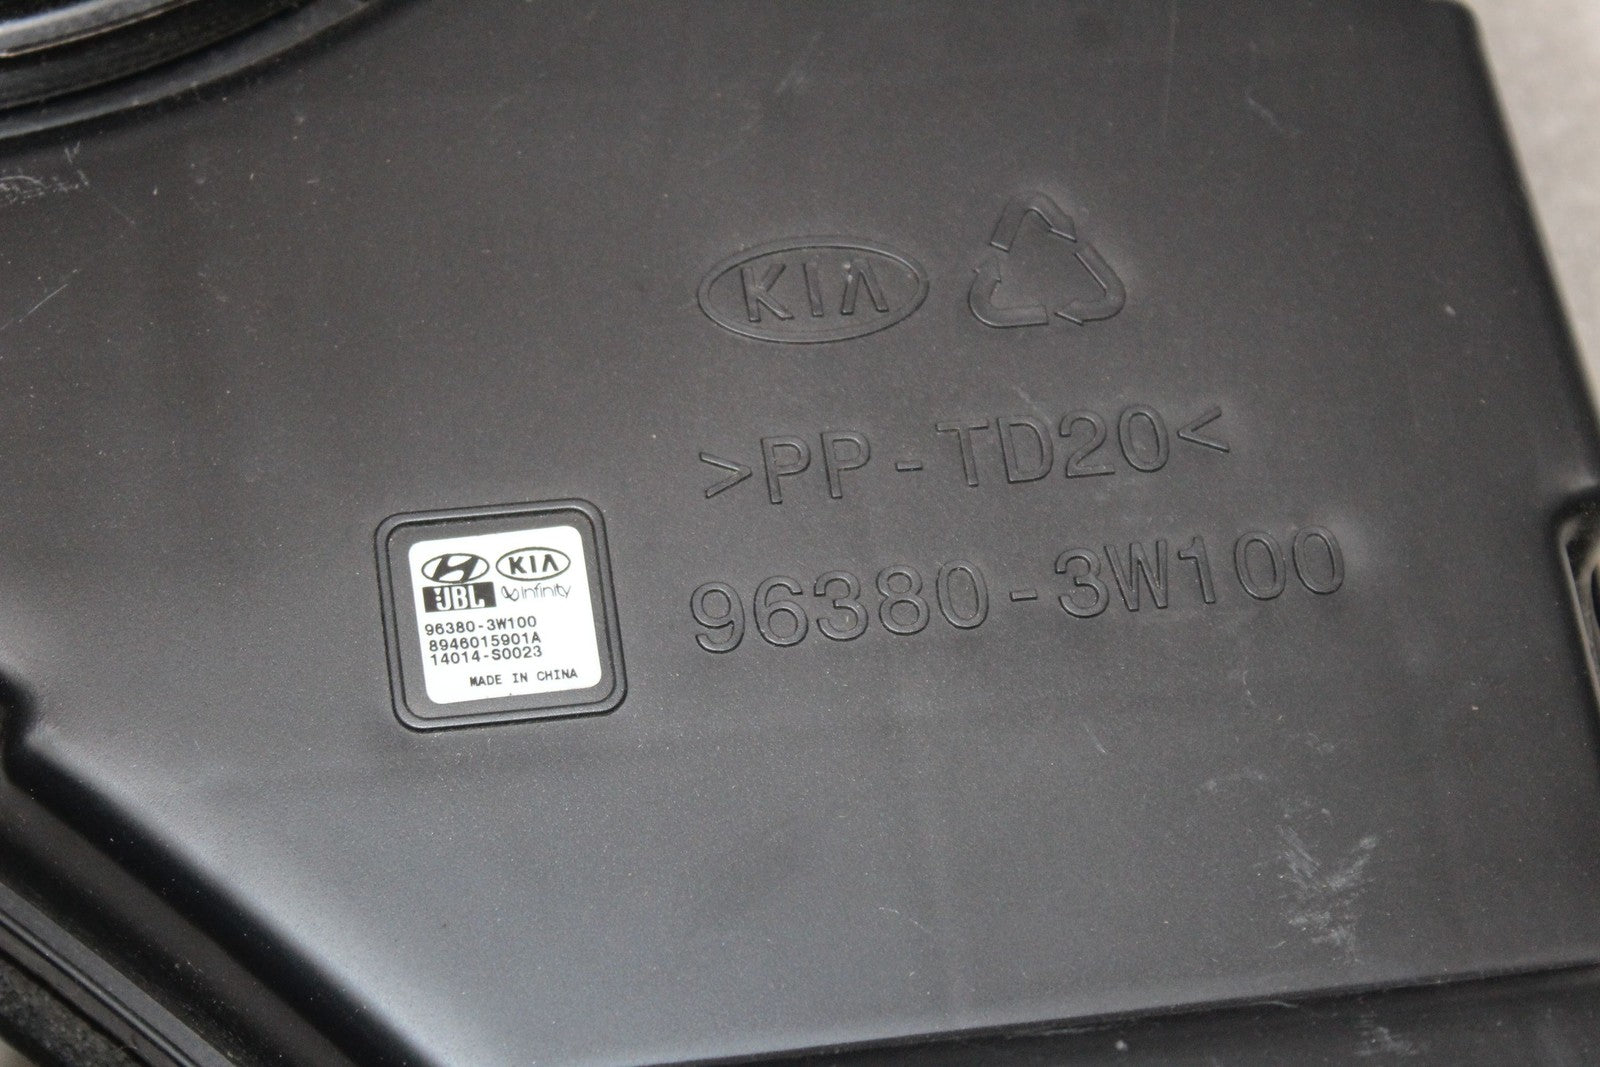 KIA
>PP-TD20<
96380-3W100
KIA
JBL infinity
96380-3W100
8946015901A
14014-S0023
MADE IN CHINA